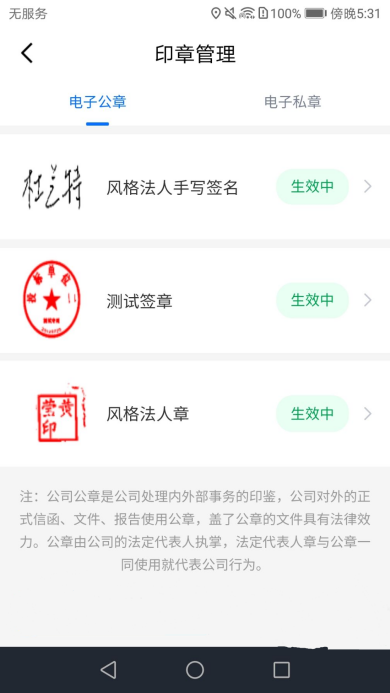 无服务
100% 傍晚5:31
印章管理
电子公章
电子私章
风格法人手写签名
生效中
测试签章
生效中
黄
莹
印
风格法人章
生效中
注：公司公章是公司处理内外部事务的印鉴，公司对外的正
式信函、文件、报告使用公章，盖了公章的文件具有法律效
力。公章由公司的法定代表人执掌，法定代表人章与公章一
同使用就代表公司行为。